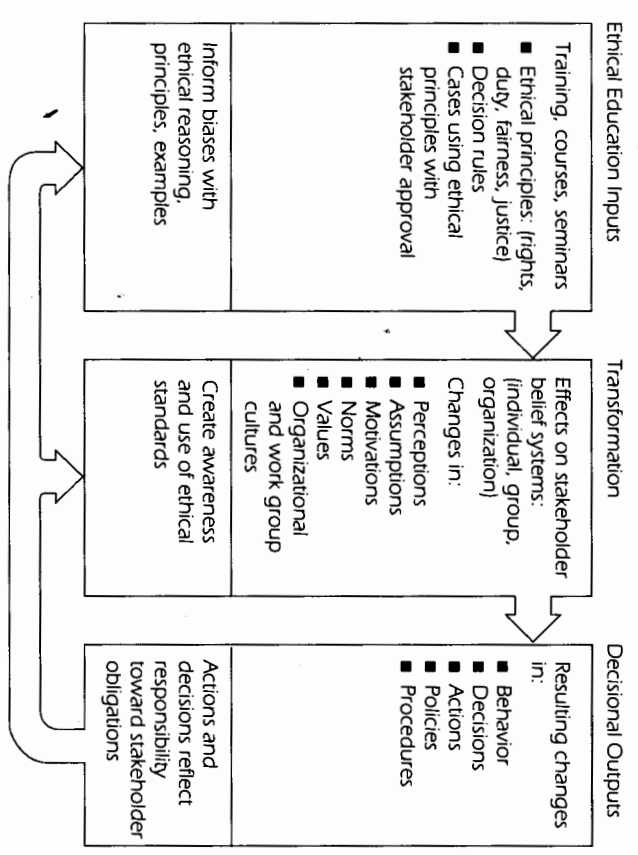 Ethical Education Inputs
Training, courses, seminars
■ Ethical principles: (rights,
duty, fairness, justice)
■ Decision rules
■ Cases using ethical
principles with
stakeholder approval
Inform biases with
ethical reasoning,
principles, examples
Transformation
Effects on stakeholder
belief systems:
(individual, group,
organization)
Changes in:
■ Perceptions
■ Assumptions
■ Motivations
■ Norms
■ Values
■ Organizational
and work group
cultures
Create awareness
and use of ethical
standards
Decisional Outputs
Resulting changes
in:
■ Behavior
■ Decisions
■ Actions
■ Policies
■ Procedures
Actions and
decisions reflect
responsibility
toward stakeholder
obligations